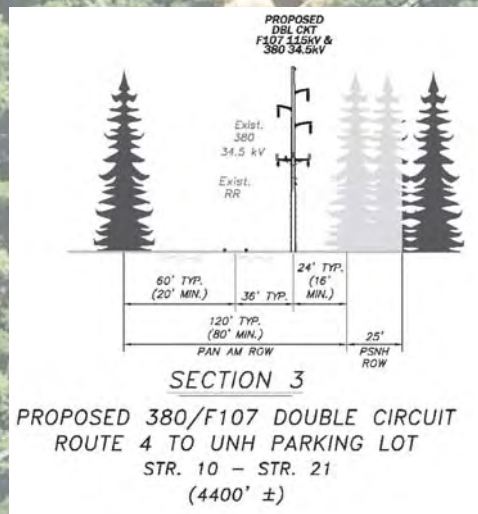 PROPOSED
DBL CKT
F107 115kV &
380 34.5kV
Exist.
380
34.5 kV
Exist.
RR
60' TYP.
(20' MIN.)
36' TYP.
24' TYP.
(16'
MIN.)
120' TYP.
(80' MIN.)
PAN AM ROW
25'
PSNH
ROW
SECTION 3
PROPOSED 380/F107 DOUBLE CIRCUIT
ROUTE 4 TO UNH PARKING LOT
STR. 10 - STR. 21
(4400' ±)